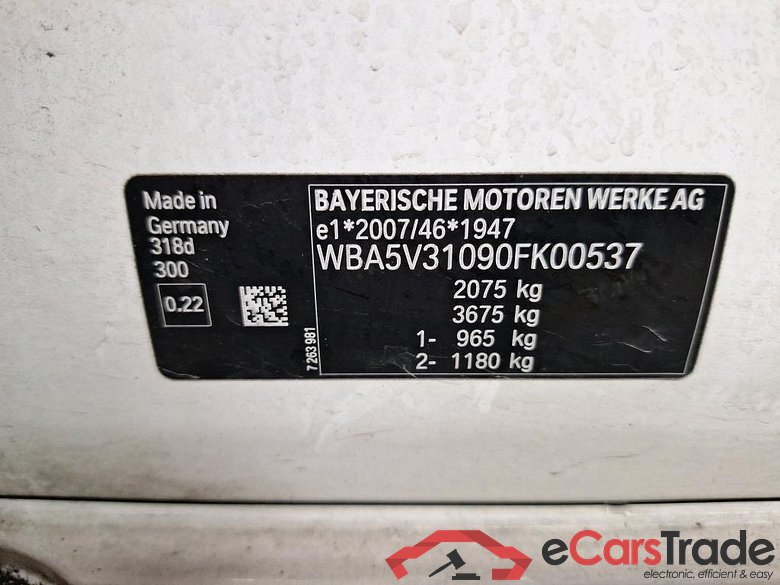 Made in
Germany
318d
300
0.22
7 263 981
BAYERISCHE MOTOREN WERKE AG
e1*2007/46*1947
WBA5V31090FK00537
2075 kg
3675 kg
1- 965 kg
2- 1180 kg
eCarsTrade
electronic, efficient & easy